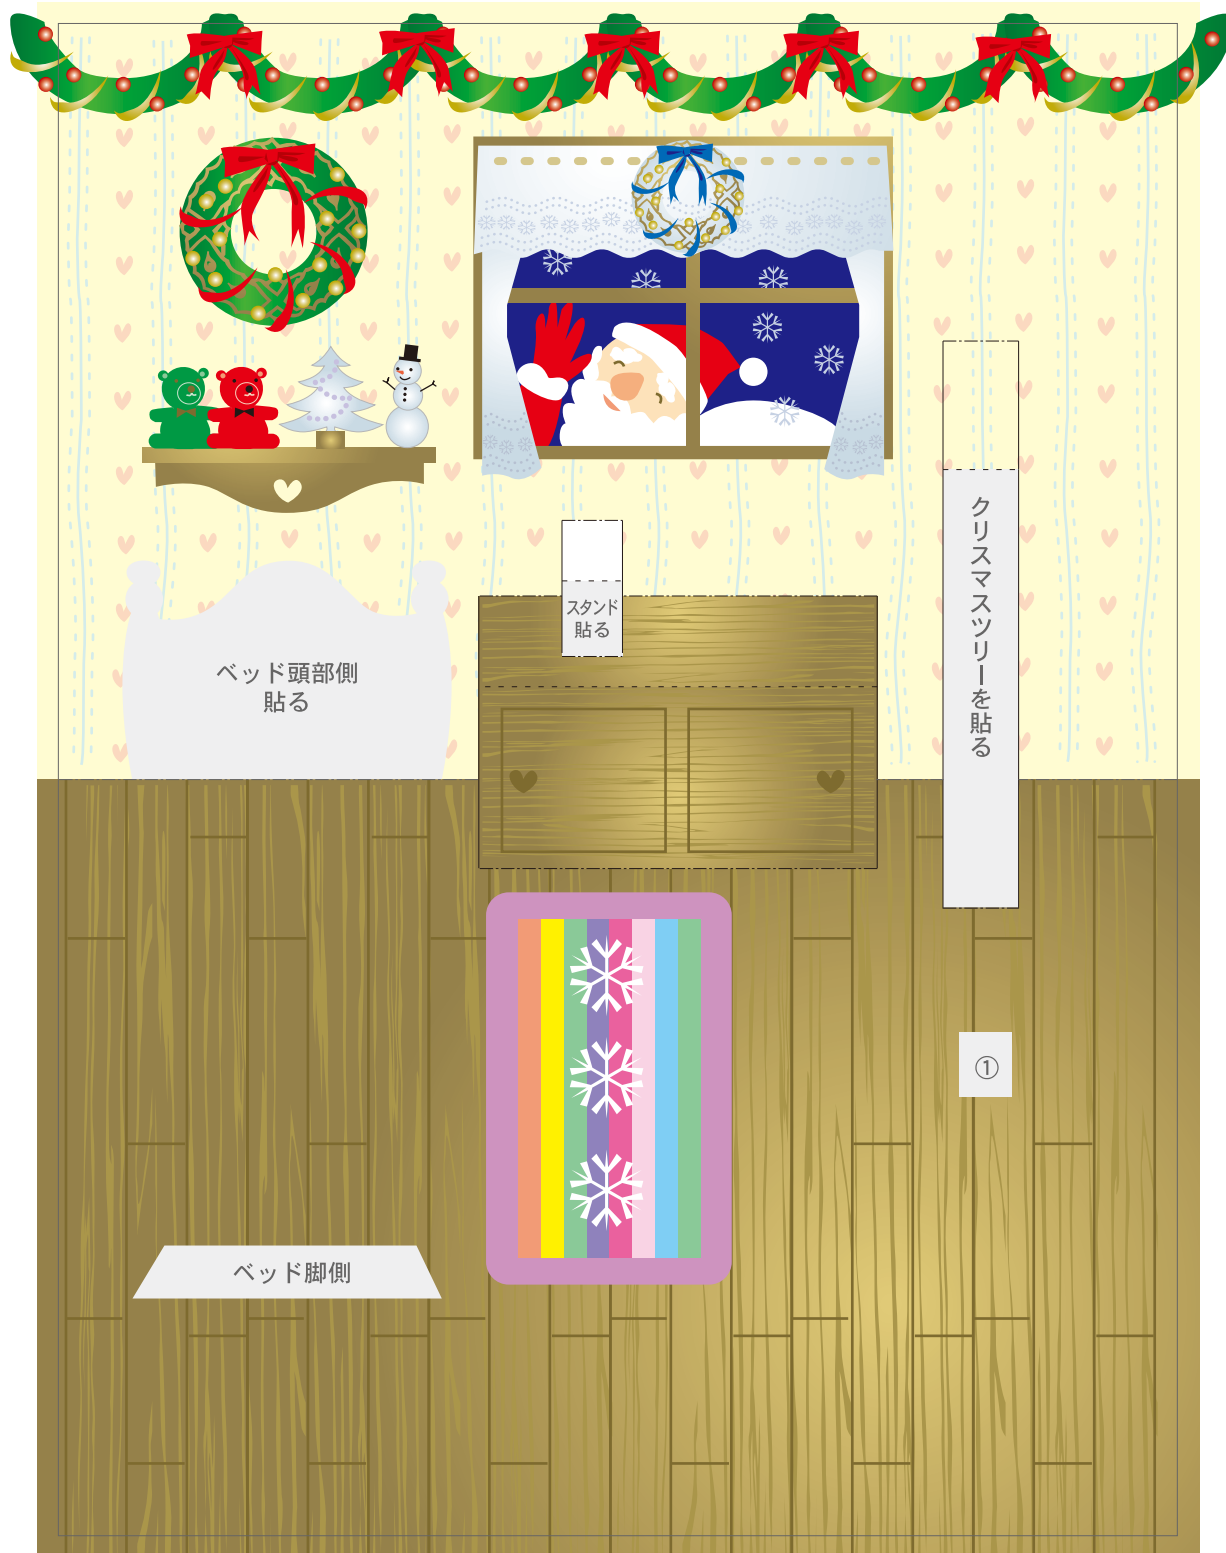 スタンド
貼る
ベッド頭部側
貼る
クリスマスツリーを貼る
①
ベッド脚側